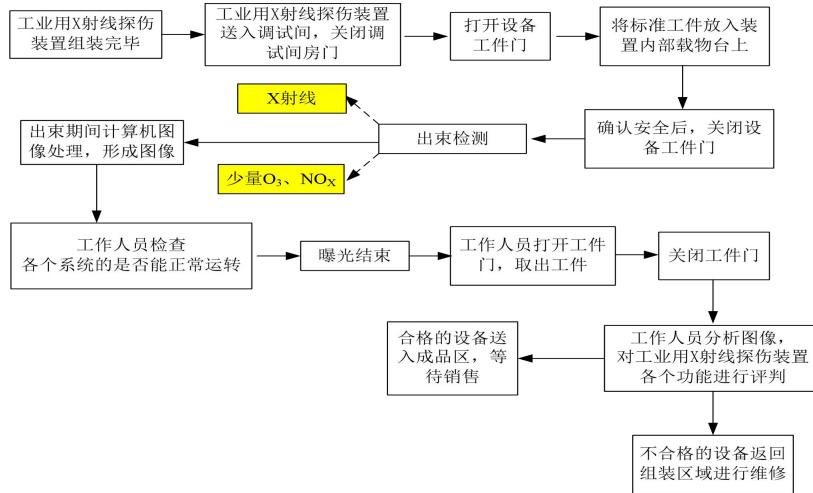 工业用X射线探伤
装置组装完毕
工业用X射线探伤装置
送入调试间，关闭调
试间房门
打开设备
工件门
将标准工件放入装
置内部载物台上
X射线
出束期间计算机图
像处理，形成图像
出束检测
确认安全后，关闭设
备工件门
少量O₃、NOₓ
工作人员检查
各个系统的是否能正常运转
曝光结束
工作人员打开工件
门，取出工件
关闭工件门
合格的设备送
入成品区，等
待销售
工作人员分析图像，
对工业用X射线探伤装置
各个功能进行评判
不合格的设备返回
组装区域进行维修